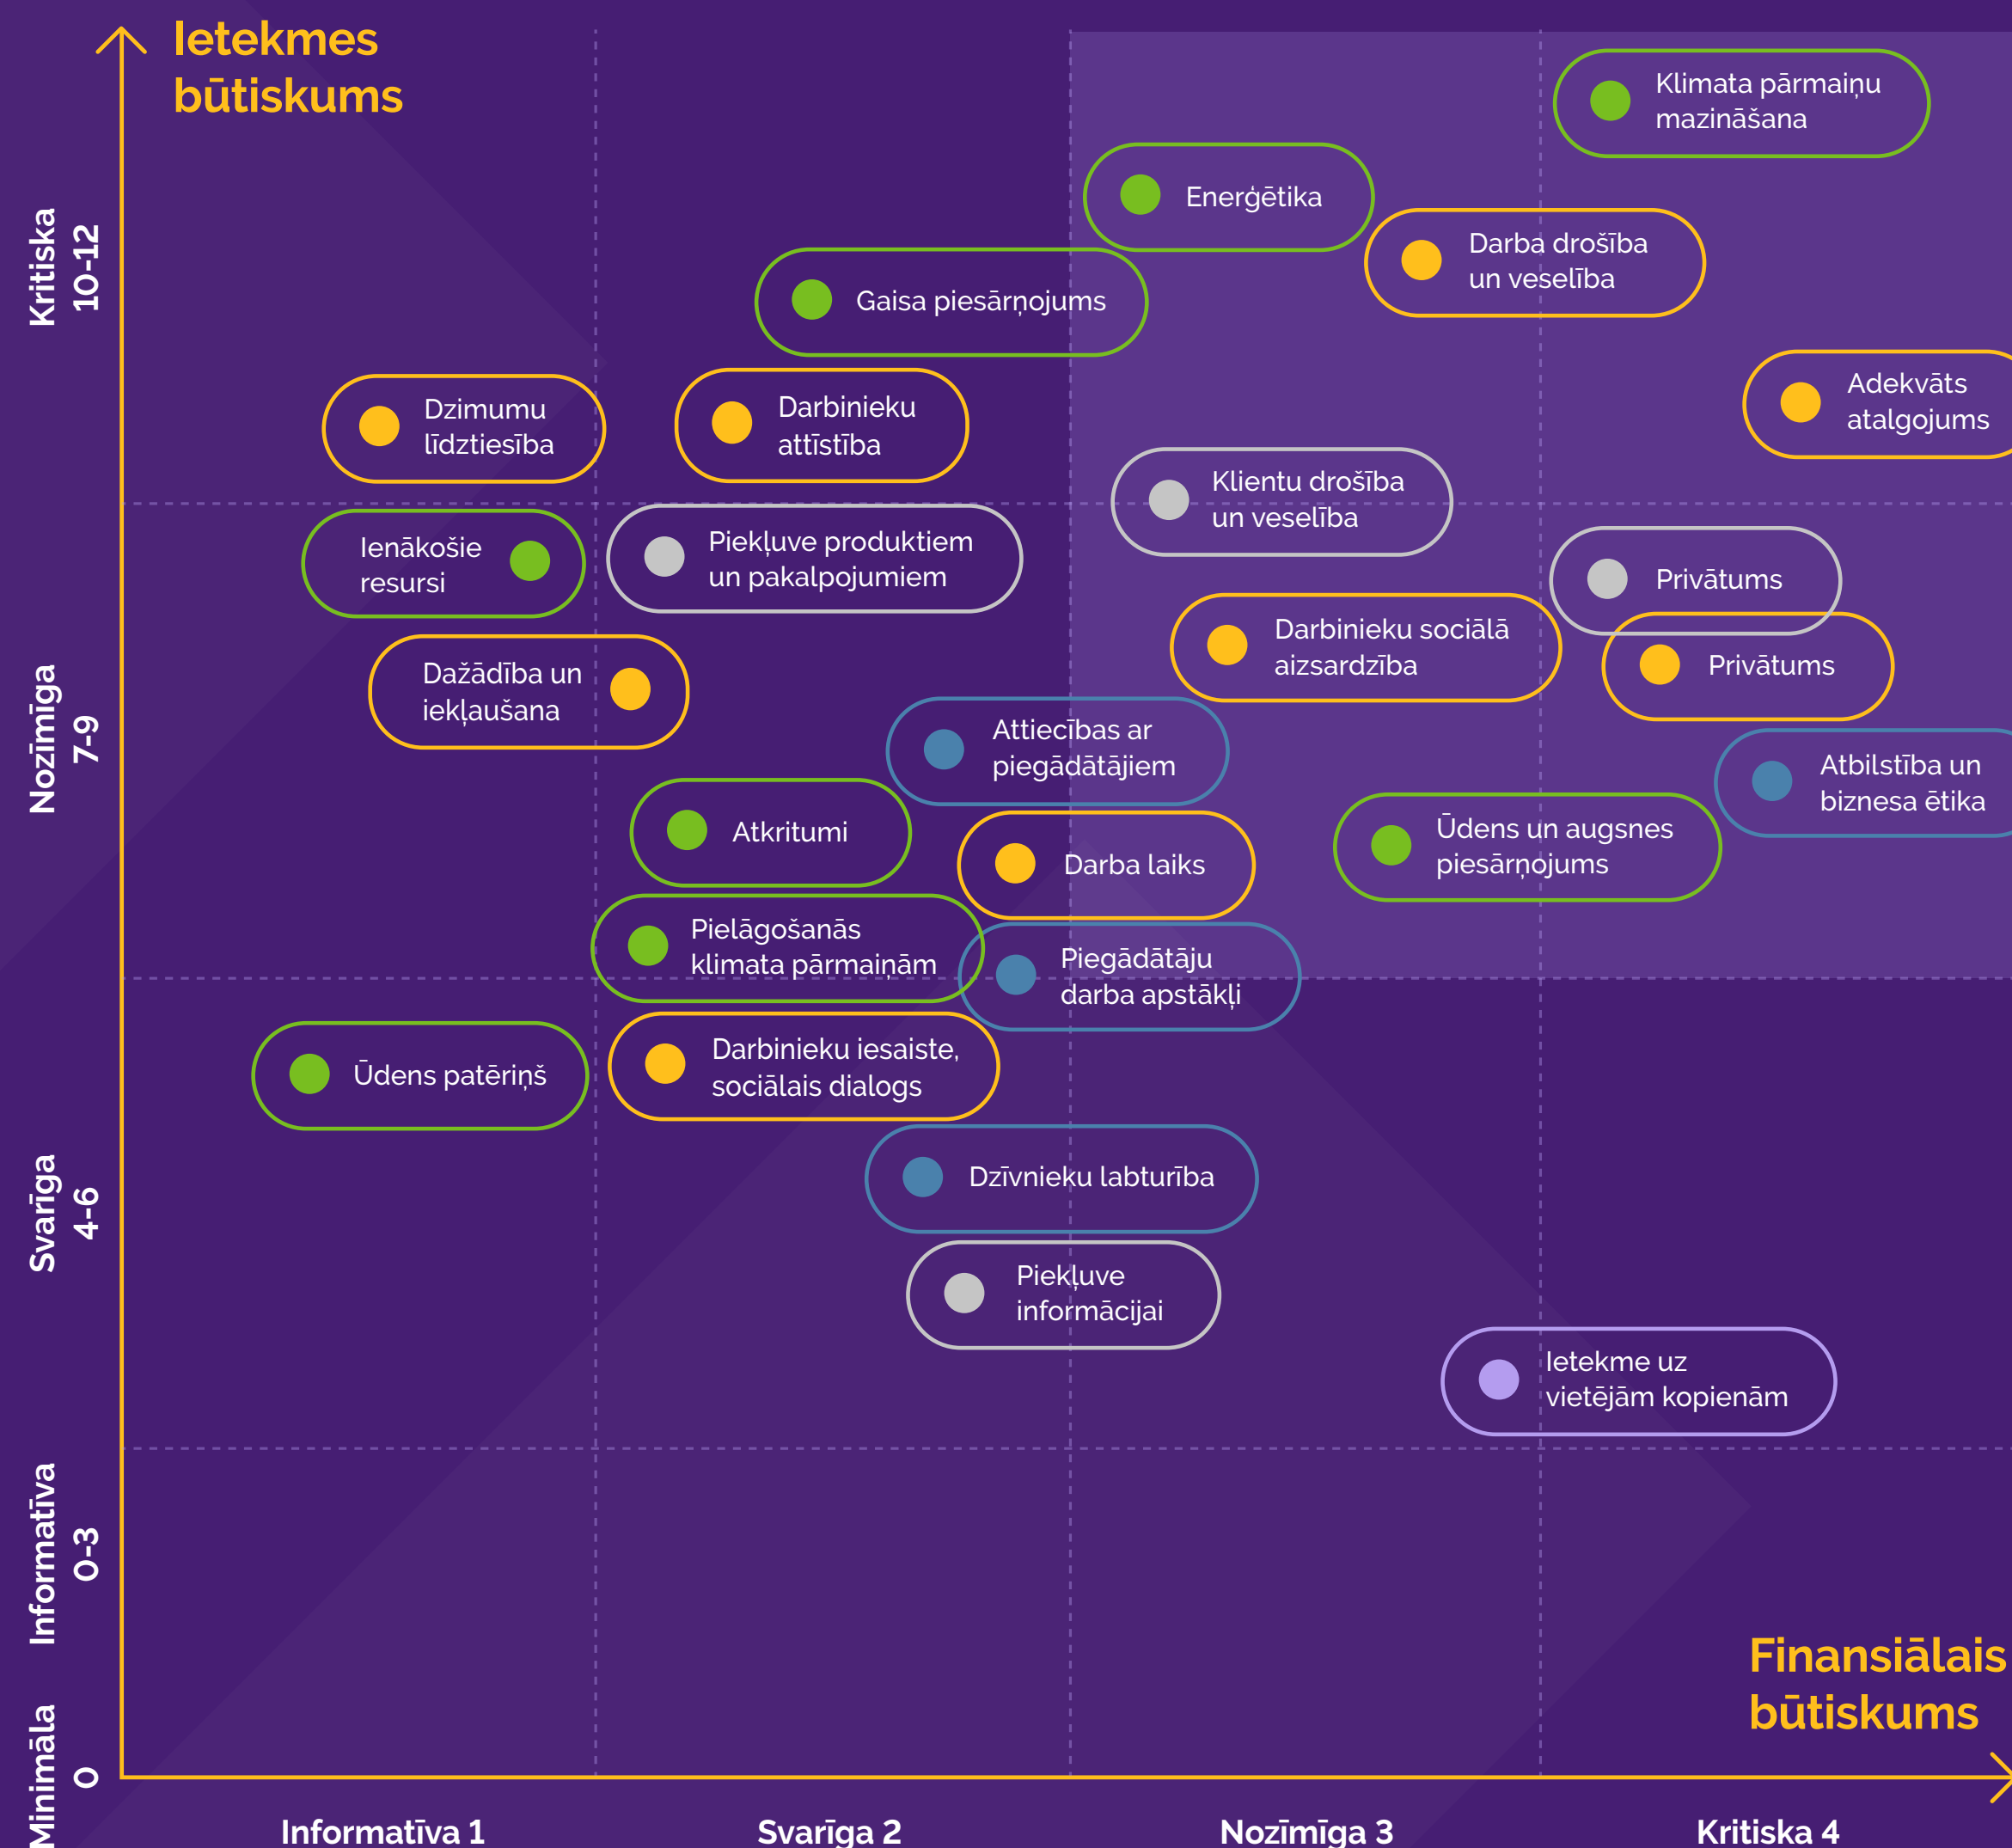 Ietekmes
būtiskums
Kritiska
10-12
Nozīmīga
7-9
Svarīga
4-6
Informatīva
0-3
Minimāla
0
Klimata pārmaiņu
mazināšana
Enerģētika
Darba drošība
un veselība
Gaisa piesārņojums
Adekvāts
atalgojums
Dzimumu
līdztiesība
Darbinieku
attīstība
Klientu drošība
un veselība
Ienākošie
resursi
Piekļuve produktiem
un pakalpojumiem
Privātums
Darbinieku sociālā
aizsardzība
Privātums
Dažādība un
iekļaušana
Attiecības ar
piegādātājiem
Atbilstība un
biznesa ētika
Atkritumi
Darba laiks
Ūdens un augsnes
piesārņojums
Pielāgošanās
klimata pārmaiņām
Piegādātāju
darba apstākļi
Ūdens patēriņš
Darbinieku iesaiste,
sociālais dialogs
Dzīvnieku labturība
Piekļuve
informācijai
Ietekme uz
vietējām kopienām
Finansiālais
būtiskums
Informatīva 1
Svarīga 2
Nozīmīga 3
Kritiska 4